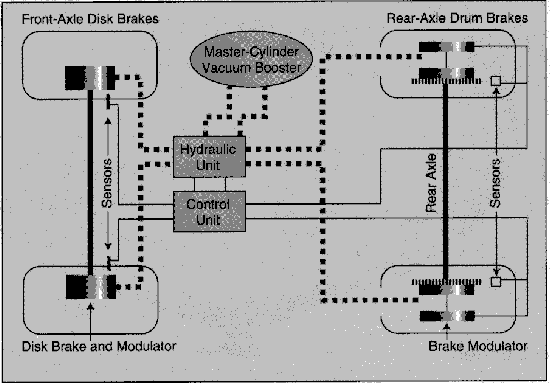 Front-Axle Disk Brakes
Rear-Axle Drum Brakes
Master-Cylinder
Vacuum Booster
Hydraulic
Unit
Control
Unit
Sensors
Rear Axle
Sensors
Disk Brake and Modulator
Brake Modulator